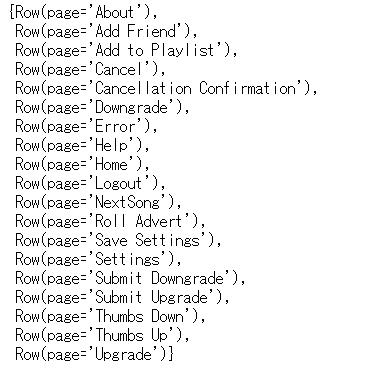 {Row(page='About'),
Row(page='Add Friend'),
Row(page='Add to Playlist'),
Row(page='Cancel'),
Row(page='Cancellation Confirmation'),
Row(page='Downgrade'),
Row(page='Error'),
Row(page='Help'),
Row(page='Home'),
Row(page='Logout'),
Row(page='NextSong'),
Row(page='Roll Advert'),
Row(page='Save Settings'),
Row(page='Settings'),
Row(page='Submit Downgrade'),
Row(page='Submit Upgrade'),
Row(page='Thumbs Down'),
Row(page='Thumbs Up'),
Row(page='Upgrade')}